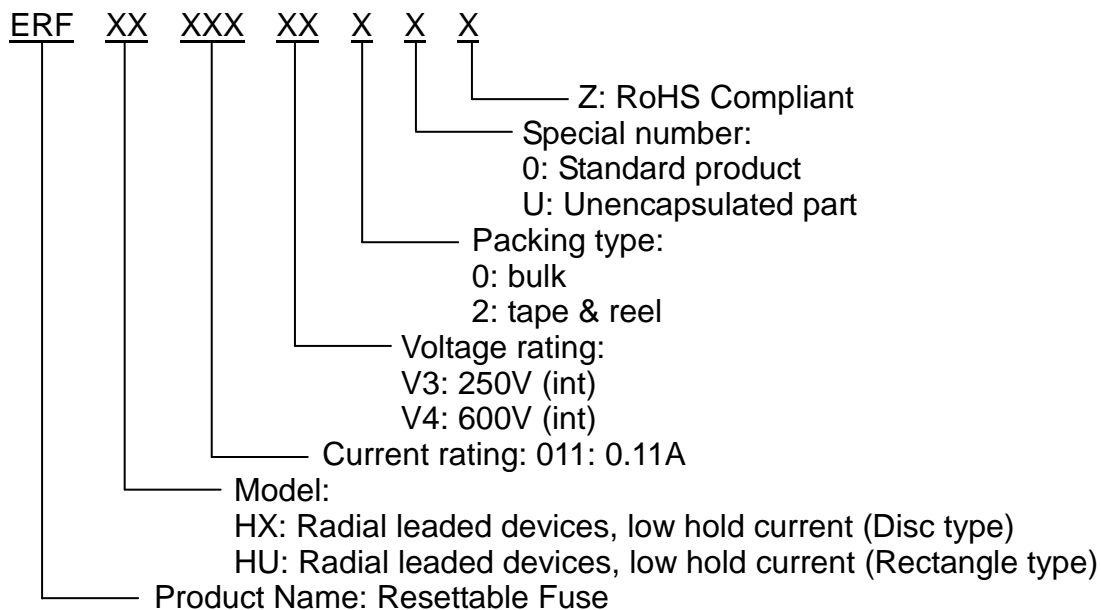 ERF XX XXX XX X X X
Z: RoHS Compliant
Special number:
0: Standard product
U: Unencapsulated part
Packing type:
0: bulk
2: tape & reel
Voltage rating:
V3: 250V (int)
V4: 600V (int)
Current rating: 011: 0.11A
Model:
HX: Radial leaded devices, low hold current (Disc type)
HU: Radial leaded devices, low hold current (Rectangle type)
Product Name: Resettable Fuse